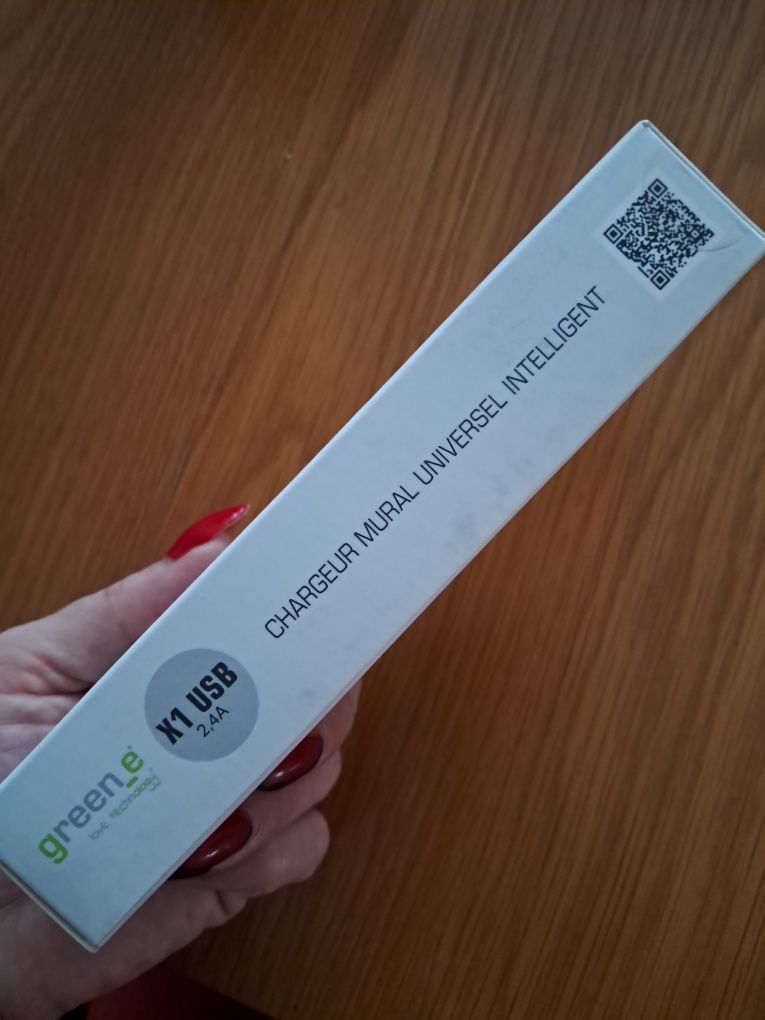 green_e
love technology
X1 USB
2,4A
CHARGEUR MURAL UNIVERSEL INTELLIGENT